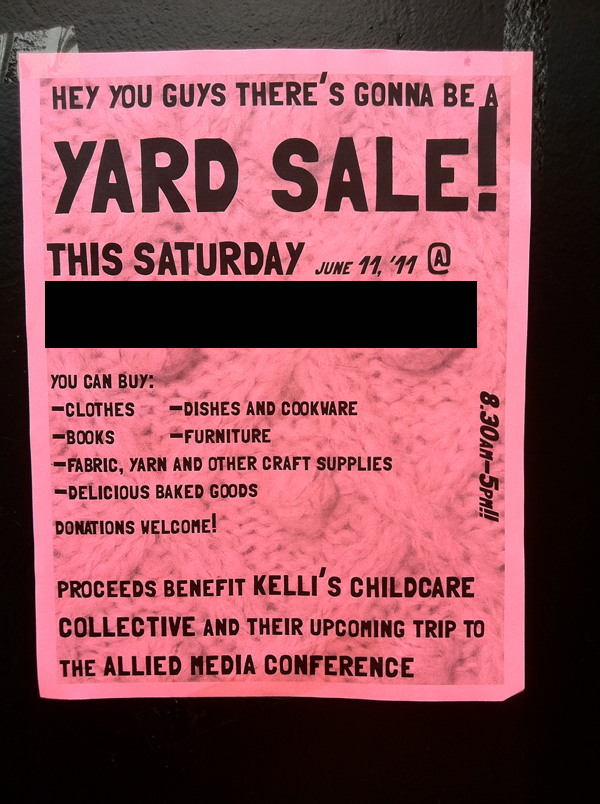 HEY YOU GUYS THERE'S GONNA BE A
YARD SALE!
THIS SATURDAY JUNE 11, '11 @
YOU CAN BUY:
-CLOTHES -DISHES AND COOKWARE
-BOOKS -FURNITURE
-FABRIC, YARN AND OTHER CRAFT SUPPLIES
-DELICIOUS BAKED GOODS
DONATIONS WELCOME!
8.30AM-5PM!!
PROCEEDS BENEFIT KELLI'S CHILDCARE
COLLECTIVE AND THEIR UPCOMING TRIP TO
THE ALLIED MEDIA CONFERENCE